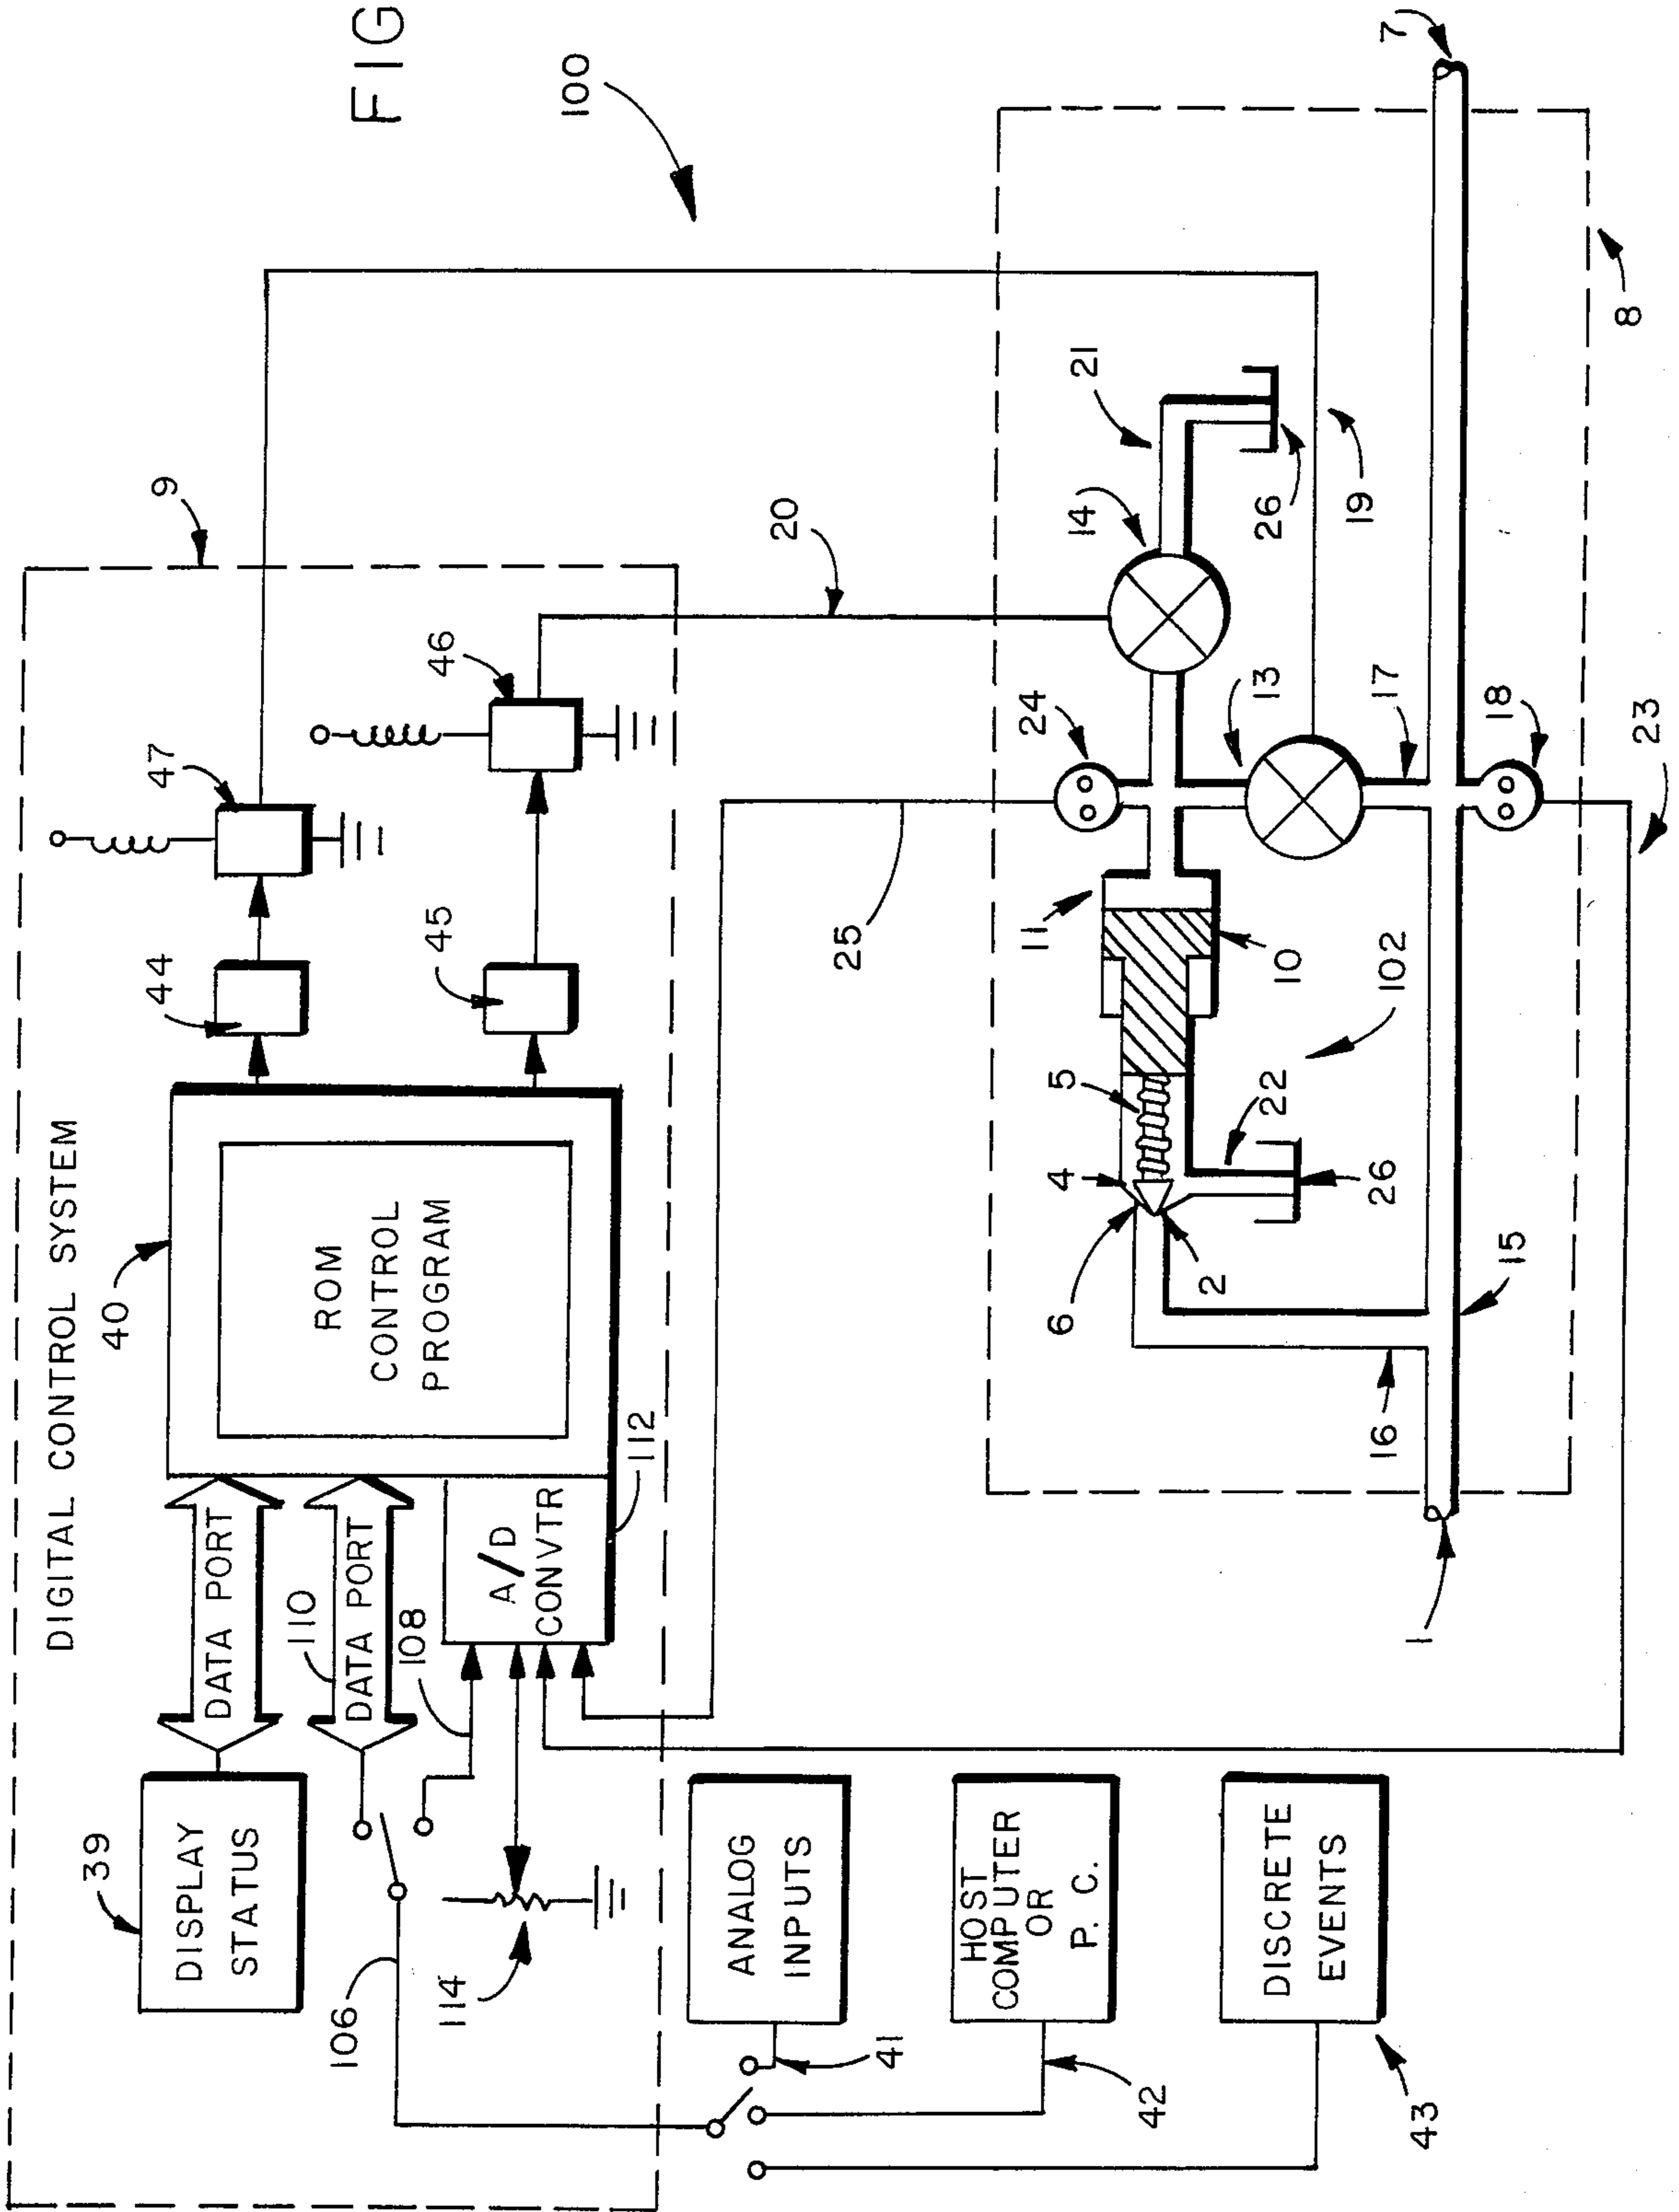 FIG
100
DIGITAL CONTROL SYSTEM
9
39
DISPLAY
STATUS
DATA PORT
40
ROM
CONTROL
PROGRAM
44
47
106
110
DATA PORT
108
A/D
CONVTR
112
45
46
114
20
ANALOG
INPUTS
41
25
HOST
COMPUTER
OR
P. C.
42
DISCRETE
EVENTS
43
6
4
5
11
24
14
21
2
22
26
102
10
13
26
19
1
16
15
17
18
7
8
23